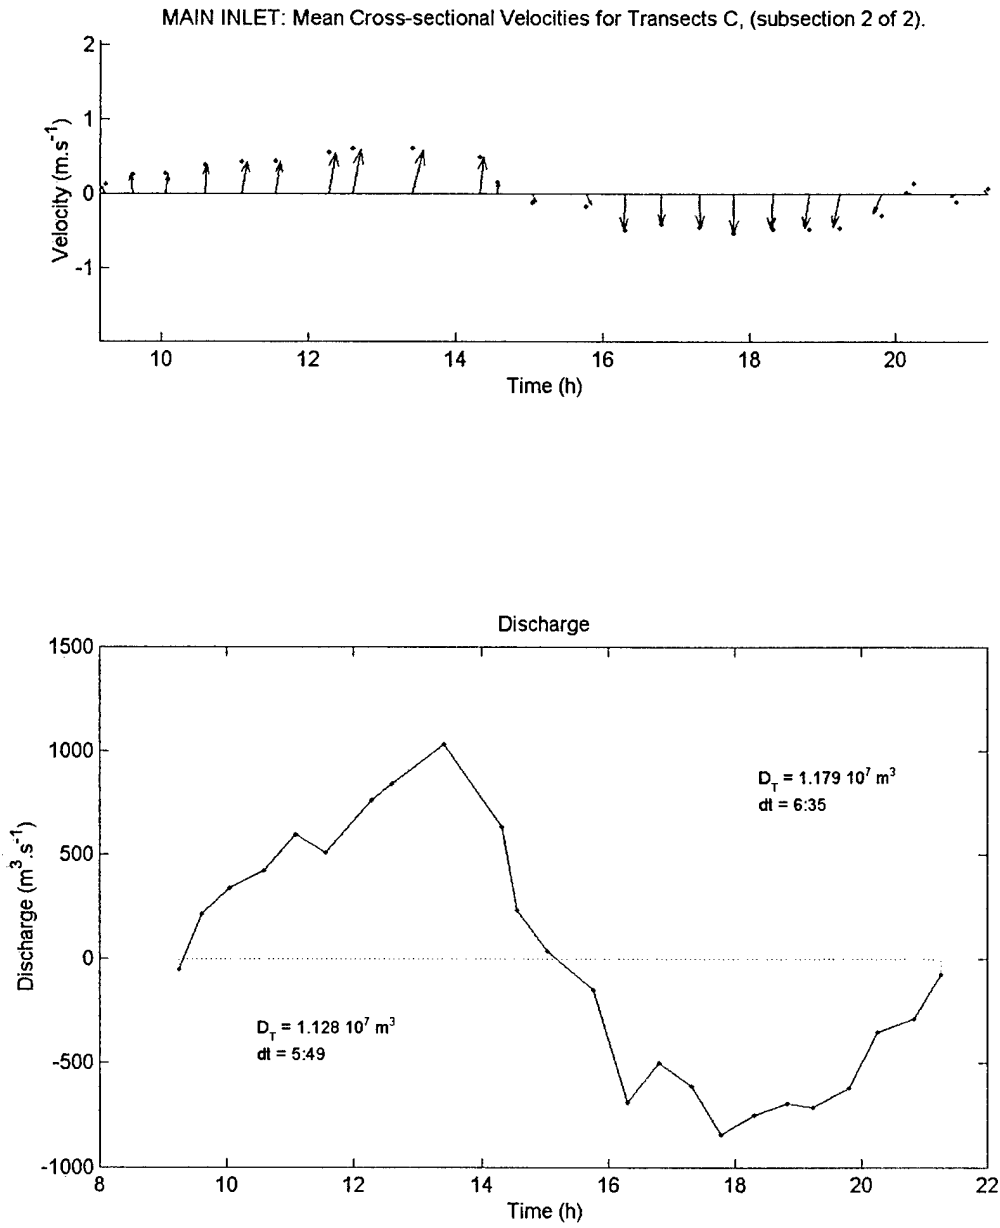 MAIN INLET: Mean Cross-sectional Velocities for Transects C, (subsection 2 of 2).
2
1
0
-1
Velocity (m.s⁻¹)
10 12 14 16 18 20
Time (h)
Discharge
1500
1000
500
0
-500
-1000
Discharge (m³.s⁻¹)
D_T = 1.179 10⁷ m³
dt = 6:35
D_T = 1.128 10⁷ m³
dt = 5:49
8 10 12 14 16 18 20 22
Time (h)